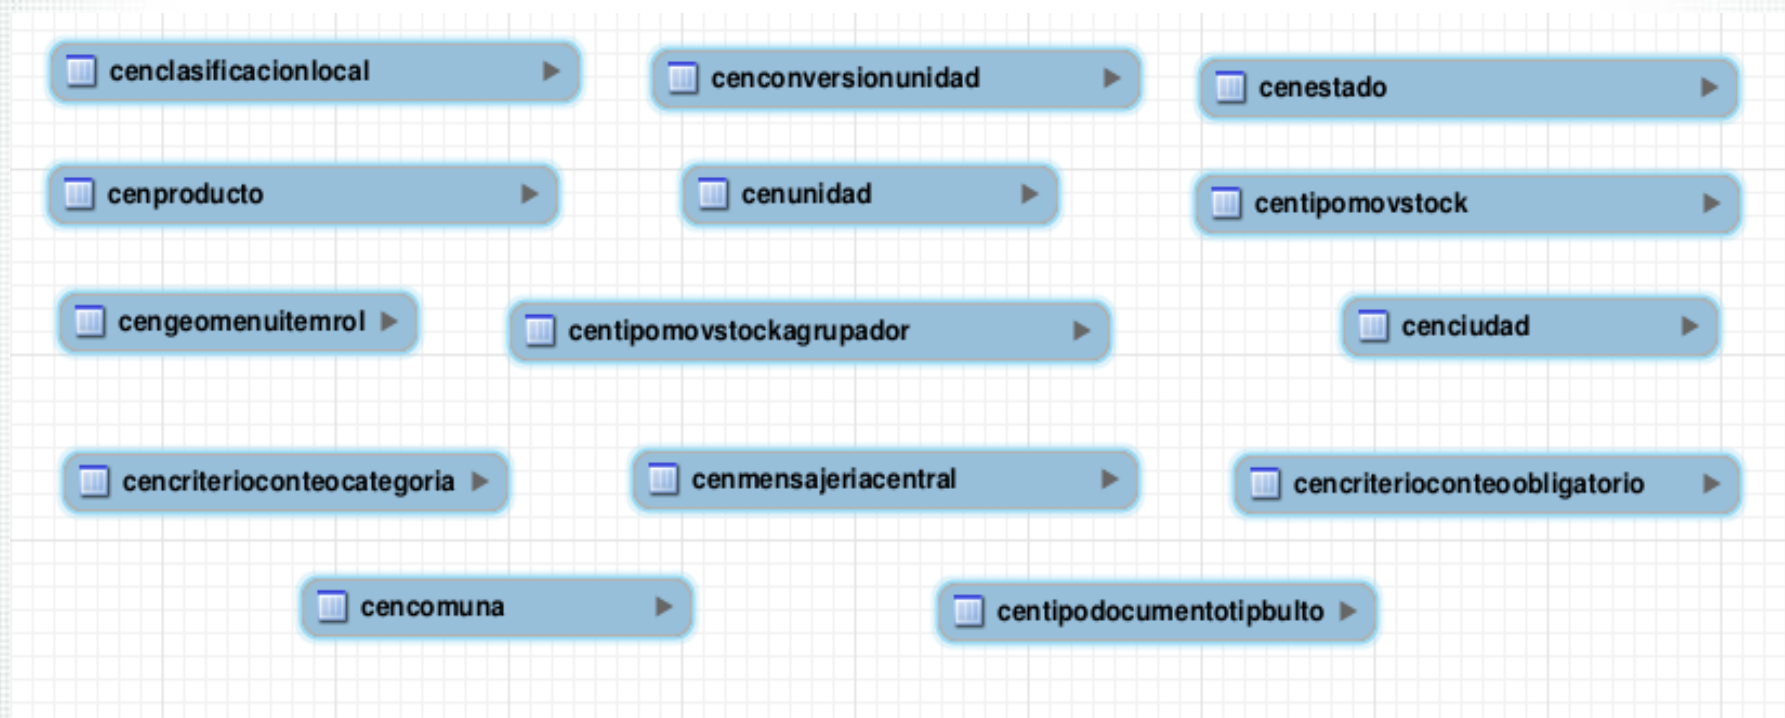 cenclasificacionlocal
cenconversionunidad
cenestado
cenproducto
cenunidad
centipomovstock
cengeomenuitemrol
centipomovstockagrupador
cenciudad
cencriterioconteocategoria
cenmensajeriacentral
cencriterioconteoobligatorio
cencomuna
centipodocumentotipbulto